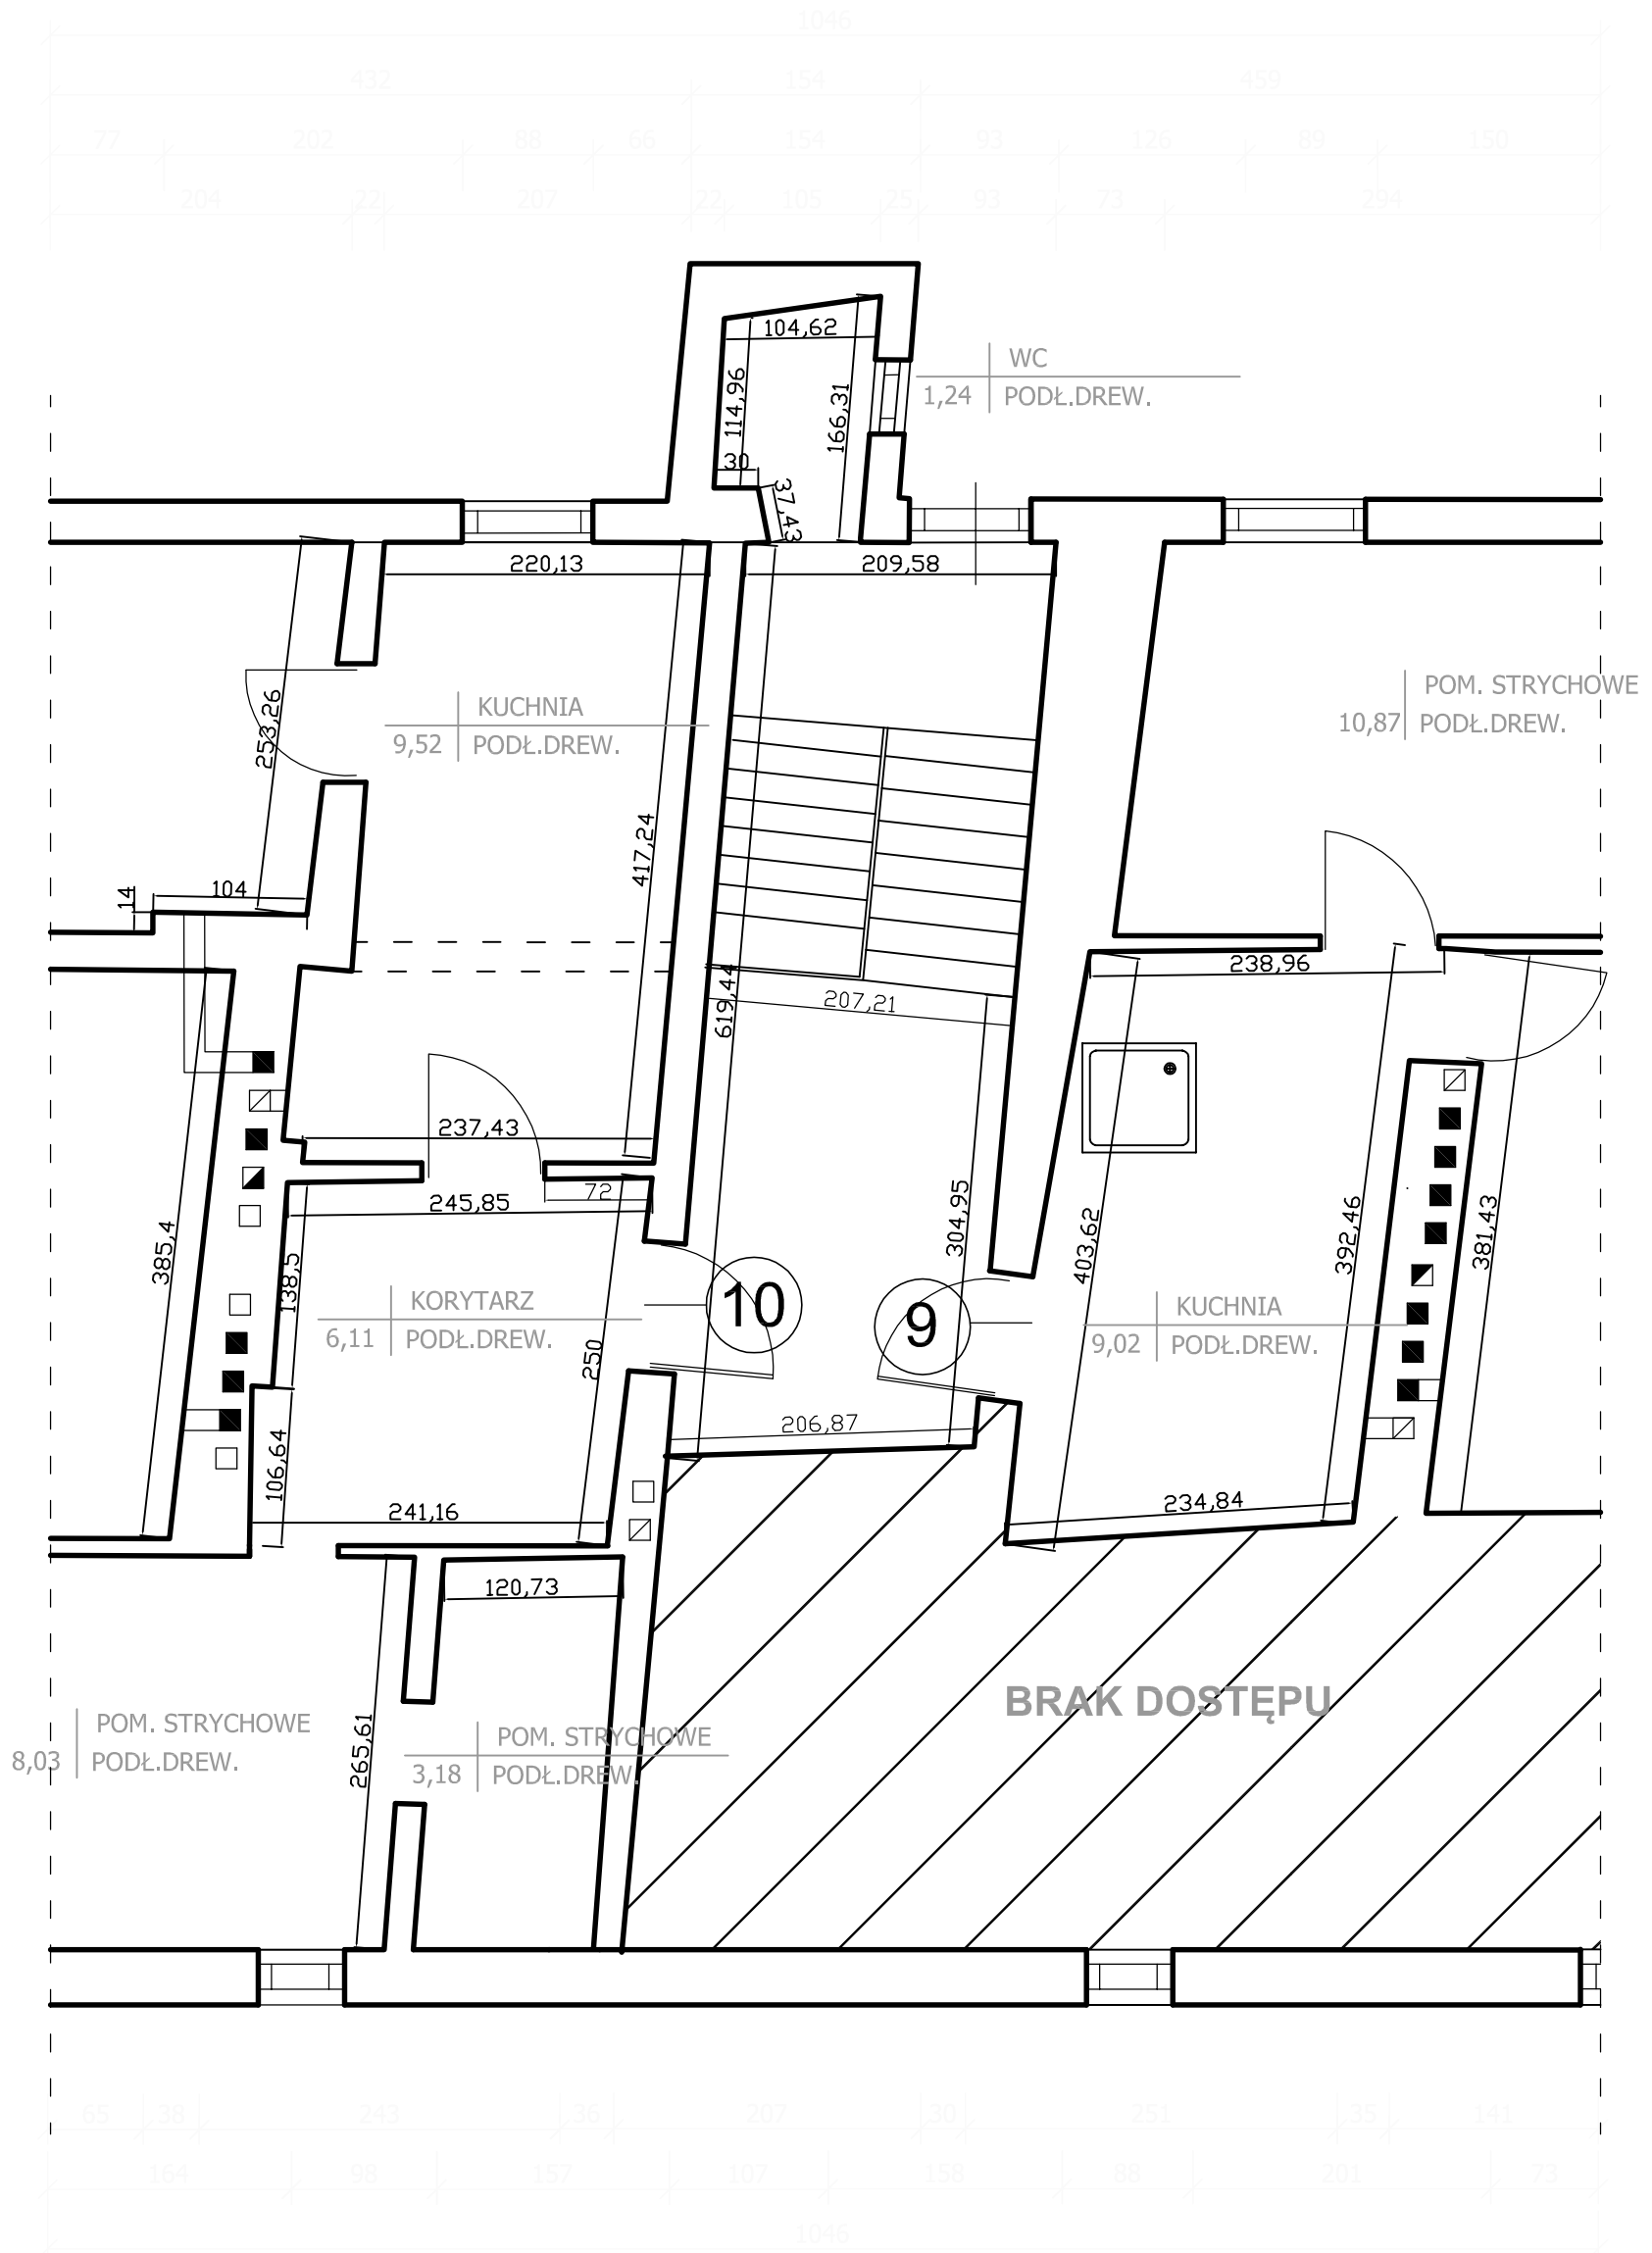 1046
432 154 459
77 202 88 66 154 93 126 89 150
204 22 207 22 105 25 93 73 294
104,62
114,96
166,31
30
37,43
WC
1,24 PODŁ.DREW.
220,13
209,58
253,26
KUCHNIA
9,52 PODŁ.DREW.
POM. STRYCHOWE
10,87 PODŁ.DREW.
417,24
14
104
619,44
207,21
238,96
237,43
245,85
72
385,4
138,5
304,95
403,62
392,46
381,43
KORYTARZ
6,11 PODŁ.DREW.
250
10
9
KUCHNIA
9,02 PODŁ.DREW.
206,87
106,64
241,16
234,84
120,73
265,61
BRAK DOSTĘPU
POM. STRYCHOWE
8,03 PODŁ.DREW.
POM. STRYCHOWE
3,18 PODŁ.DREW.
65 38 243 36 207 30 251 35 141
164 98 157 107 158 88 201 73
1046